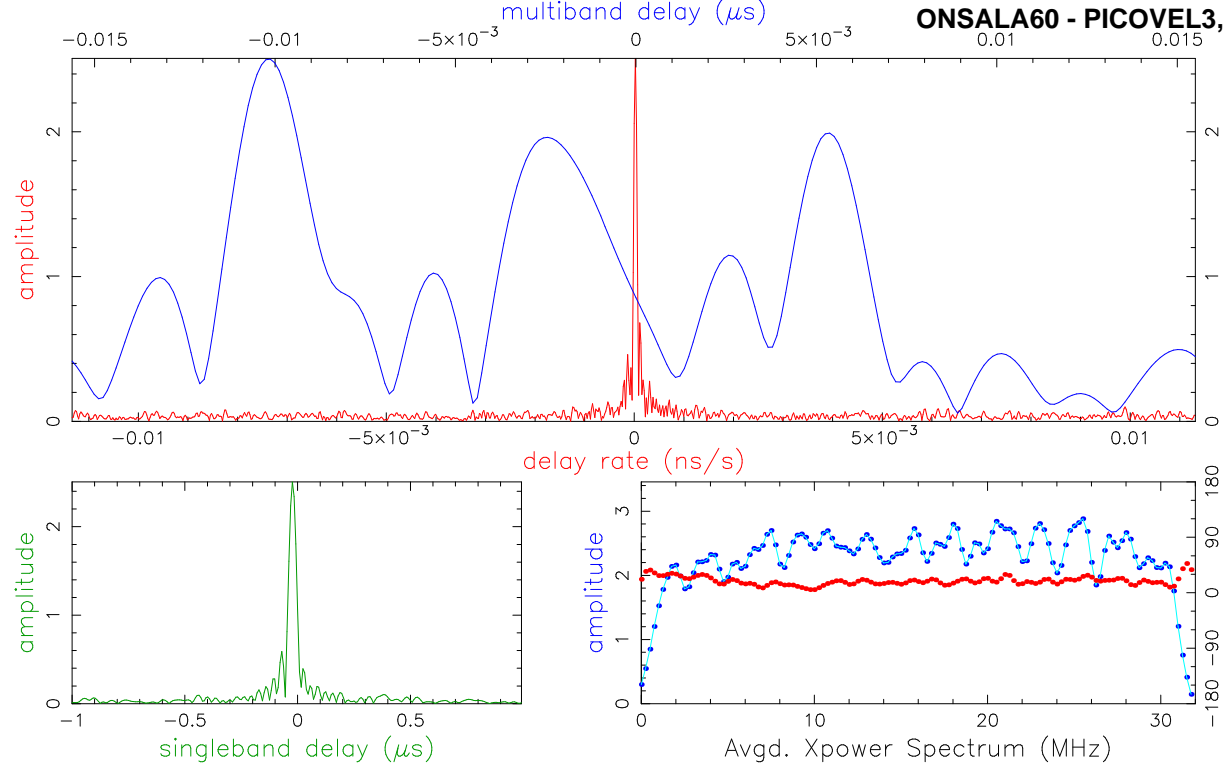 multiband delay (μs)
ONSALA60 - PICOVEL3,
−0.015 −0.01 −5×10⁻³ 0 5×10⁻³ 0.01 0.015
amplitude
0 1 2
0 1 2
−0.01 −5×10⁻³ 0 5×10⁻³ 0.01
delay rate (ns/s)
amplitude
0 1 2
−1 −0.5 0 0.5
singleband delay (μs)
amplitude
0 1 2 3
−180 −90 0 90 180
0 10 20 30
Avgd. Xpower Spectrum (MHz)